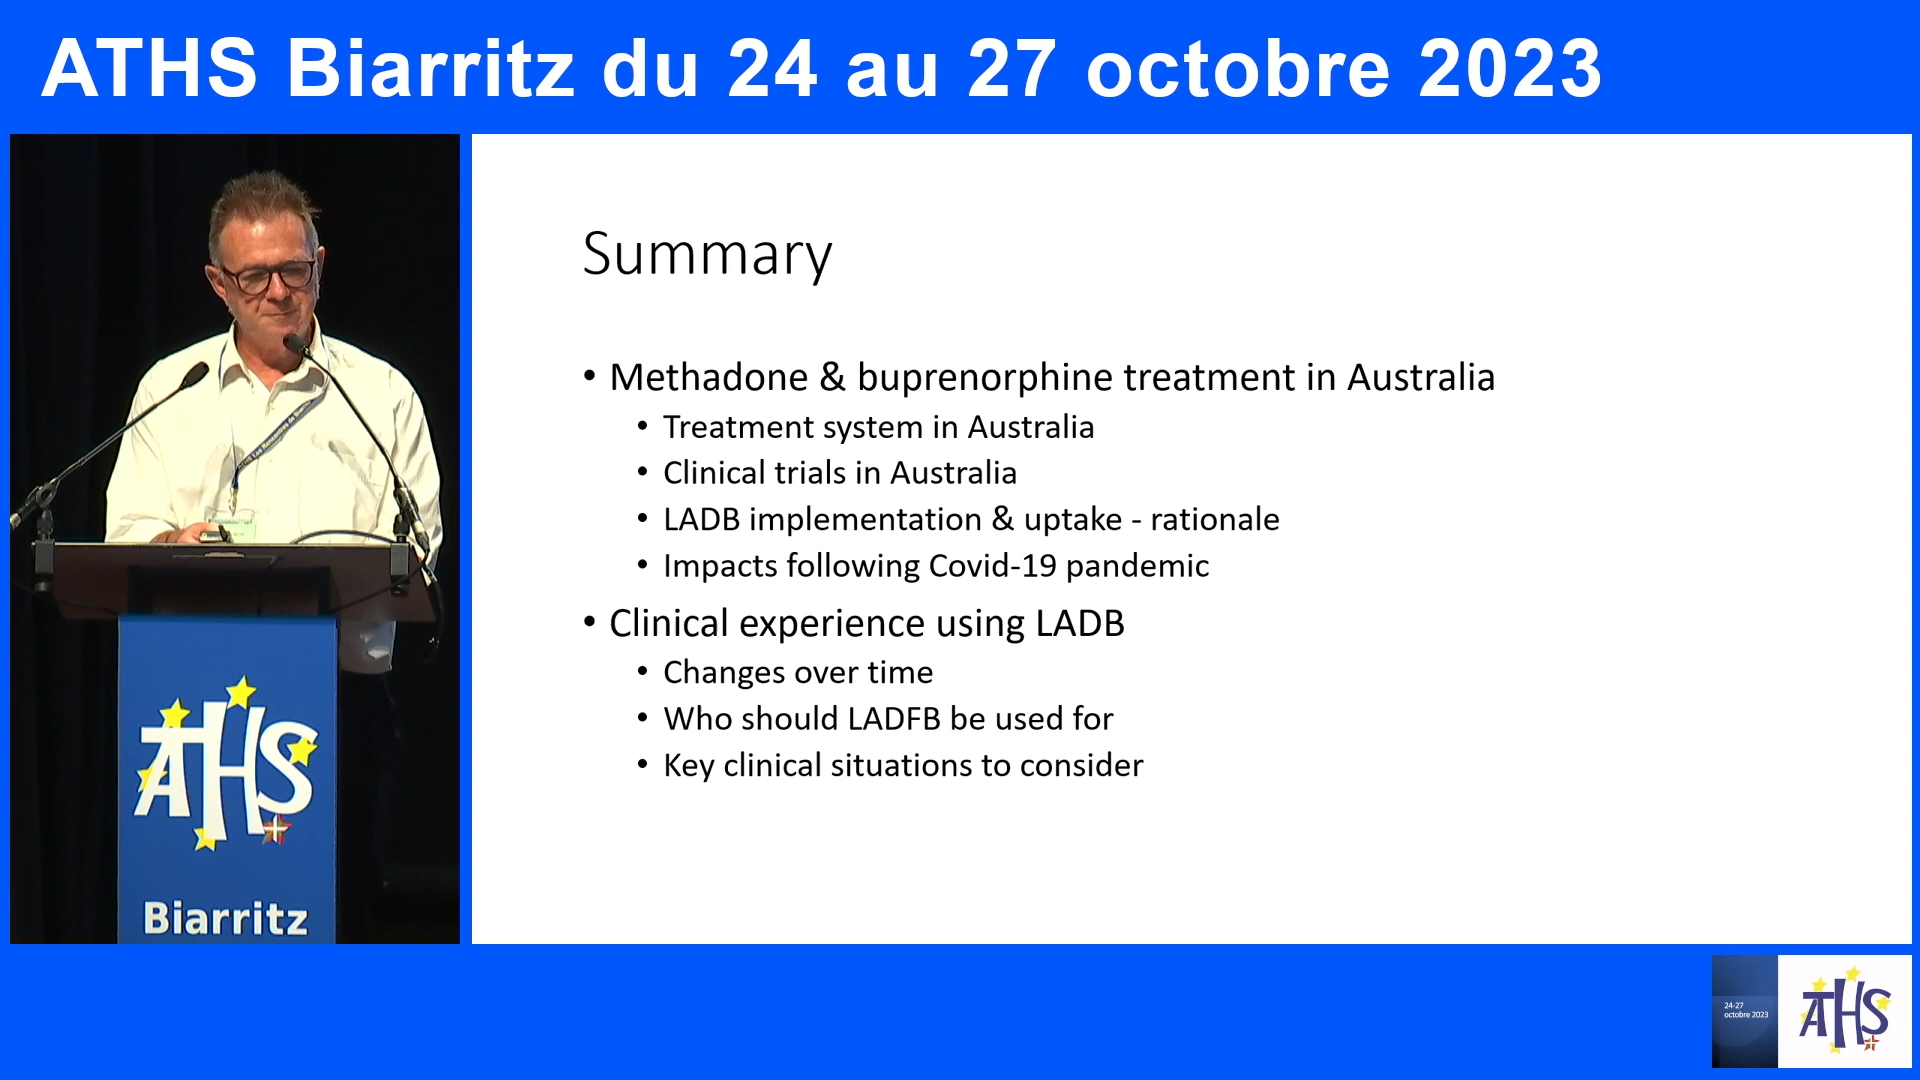 ATHS Biarritz du 24 au 27 octobre 2023
Summary
• Methadone & buprenorphine treatment in Australia
• Treatment system in Australia
• Clinical trials in Australia
• LADB implementation & uptake - rationale
• Impacts following Covid-19 pandemic
• Clinical experience using LADB
• Changes over time
• Who should LADFB be used for
• Key clinical situations to consider
ATHS
Biarritz
24-27
octobre 2023
ATHS